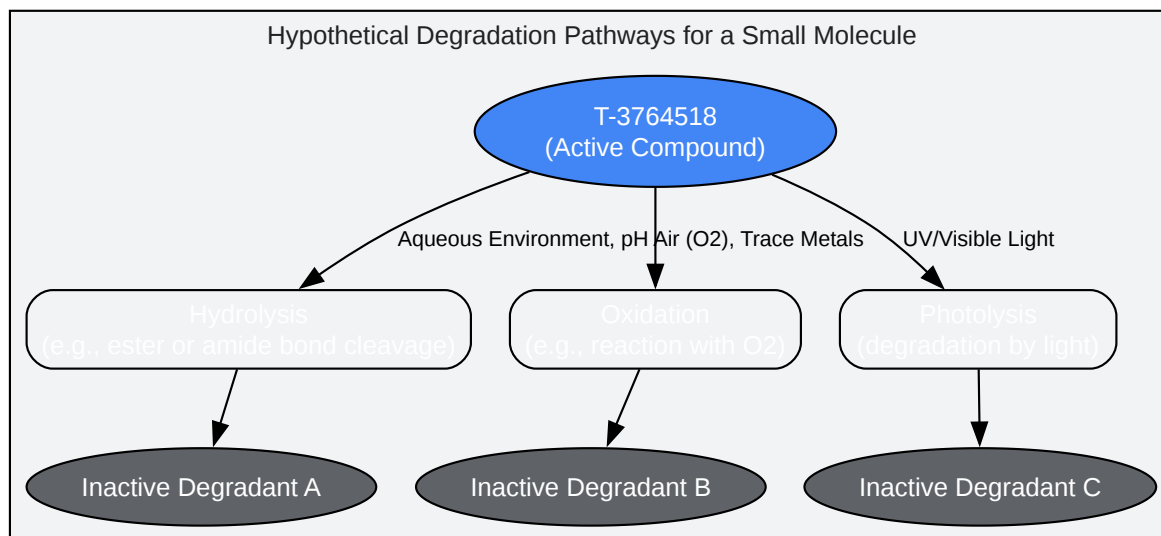 Hypothetical Degradation Pathways for a Small Molecule
T-3764518
(Active Compound)
Aqueous Environment, pH
Air (O2), Trace Metals
UV/Visible Light
Hydrolysis
(e.g., ester or amide bond cleavage)
Oxidation
(e.g., reaction with O2)
Photolysis
(degradation by light)
Inactive Degradant A
Inactive Degradant B
Inactive Degradant C